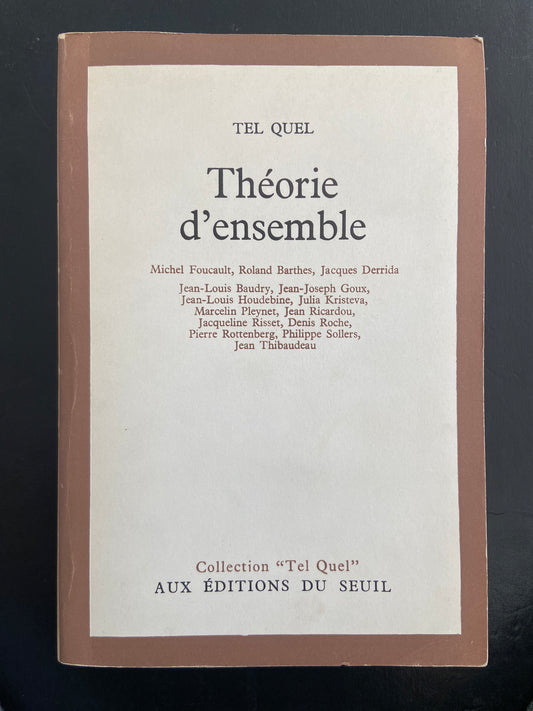 TEL QUEL
Théorie
d'ensemble
Michel Foucault, Roland Barthes, Jacques Derrida
Jean-Louis Baudry, Jean-Joseph Goux,
Jean-Louis Houdebine, Julia Kristeva,
Marcelin Pleynet, Jean Ricardou,
Jacqueline Risset, Denis Roche,
Pierre Rottenberg, Philippe Sollers,
Jean Thibaudeau
Collection "Tel Quel"
AUX ÉDITIONS DU SEUIL